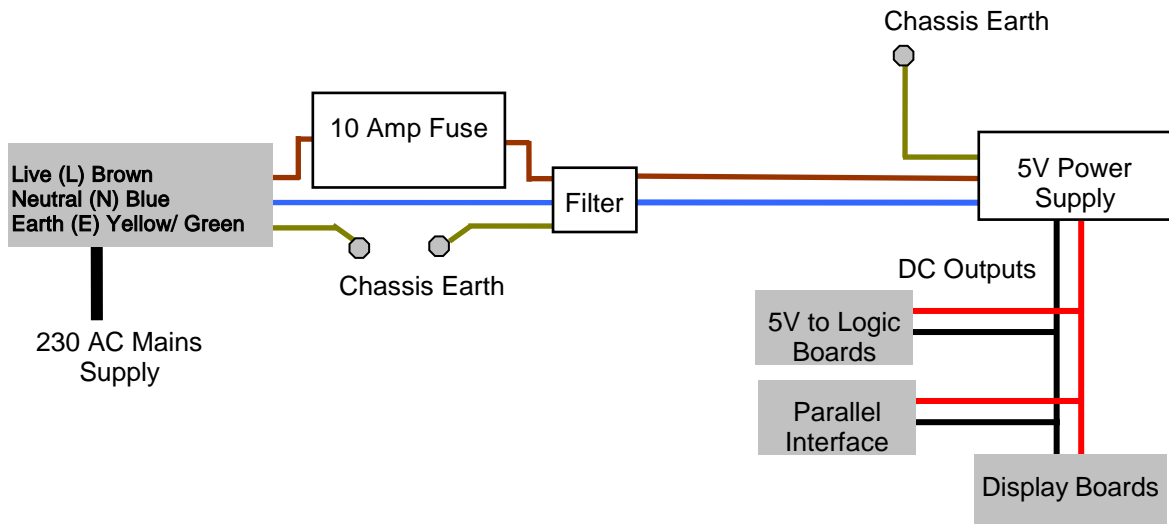 Chassis Earth
10 Amp Fuse
Live (L) Brown
Neutral (N) Blue
Earth (E) Yellow/ Green
Filter
5V Power
Supply
Chassis Earth
230 AC Mains
Supply
DC Outputs
5V to Logic
Boards
Parallel
Interface
Display Boards